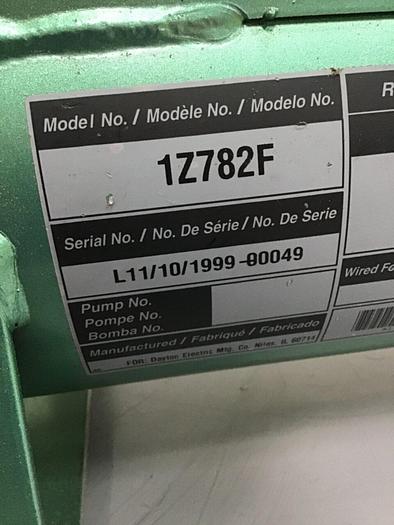 Model No. / Modèle No. / Modelo No.
1Z782F
Serial No. / No. De Série / No. De Serie
L11/10/1999-00049
Pump No.
Pompe No.
Bomba No.
Manufactured / Fabriqué / Fabricado
FOR: Dayton Electric Mfg. Co. Niles, IL 60714
R
Wired Fo